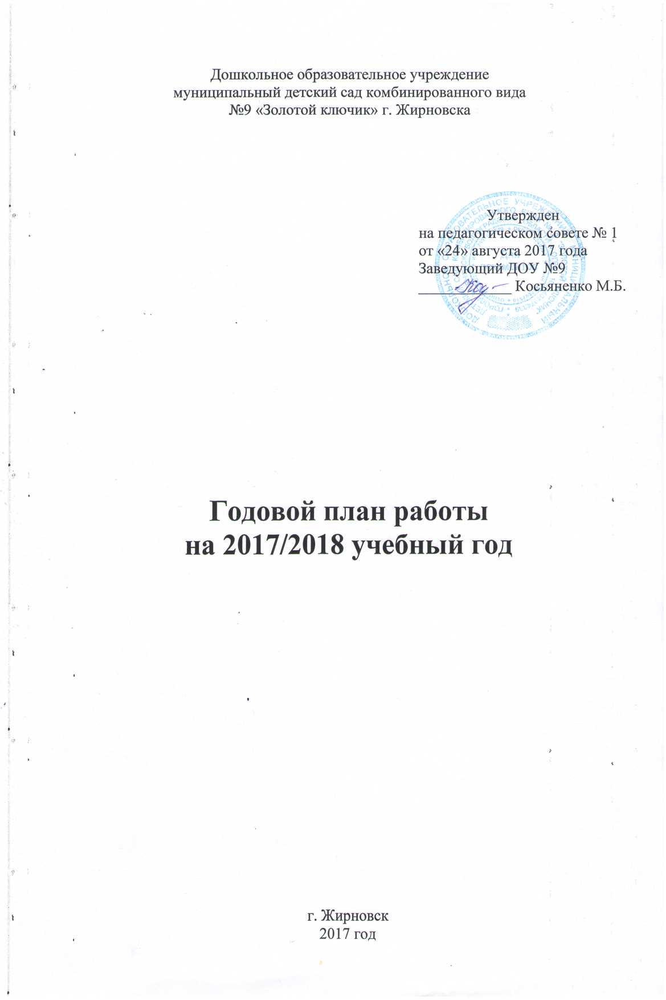 Дошкольное образовательное учреждение
муниципальный детский сад комбинированного вида
№9 «Золотой ключик» г. Жирновска
Утвержден
на педагогическом совете № 1
от «24» августа 2017 года
Заведующий ДОУ №9
Косьяненко М.Б.
Годовой план работы
на 2017/2018 учебный год
г. Жирновск
2017 год